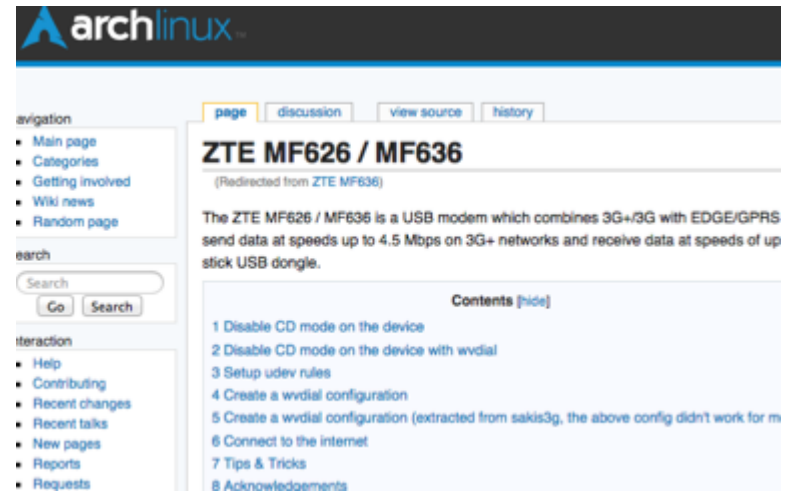 archlinux
page discussion view source history
avigation
Main page
Categories
Getting involved
Wiki news
Random page
earch
Search
Go Search
nteraction
Help
Contributing
Recent changes
Recent talks
New pages
Reports
Requests
ZTE MF626 / MF636
(Redirected from ZTE MF636)
The ZTE MF626 / MF636 is a USB modem which combines 3G+/3G with EDGE/GPRS
send data at speeds up to 4.5 Mbps on 3G+ networks and receive data at speeds of up
stick USB dongle.
Contents [hide]
1 Disable CD mode on the device
2 Disable CD mode on the device with wvdial
3 Setup udev rules
4 Create a wvdial configuration
5 Create a wvdial configuration (extracted from sakis3g, the above config didn't work for m
6 Connect to the internet
7 Tips & Tricks
8 Acknowledgements